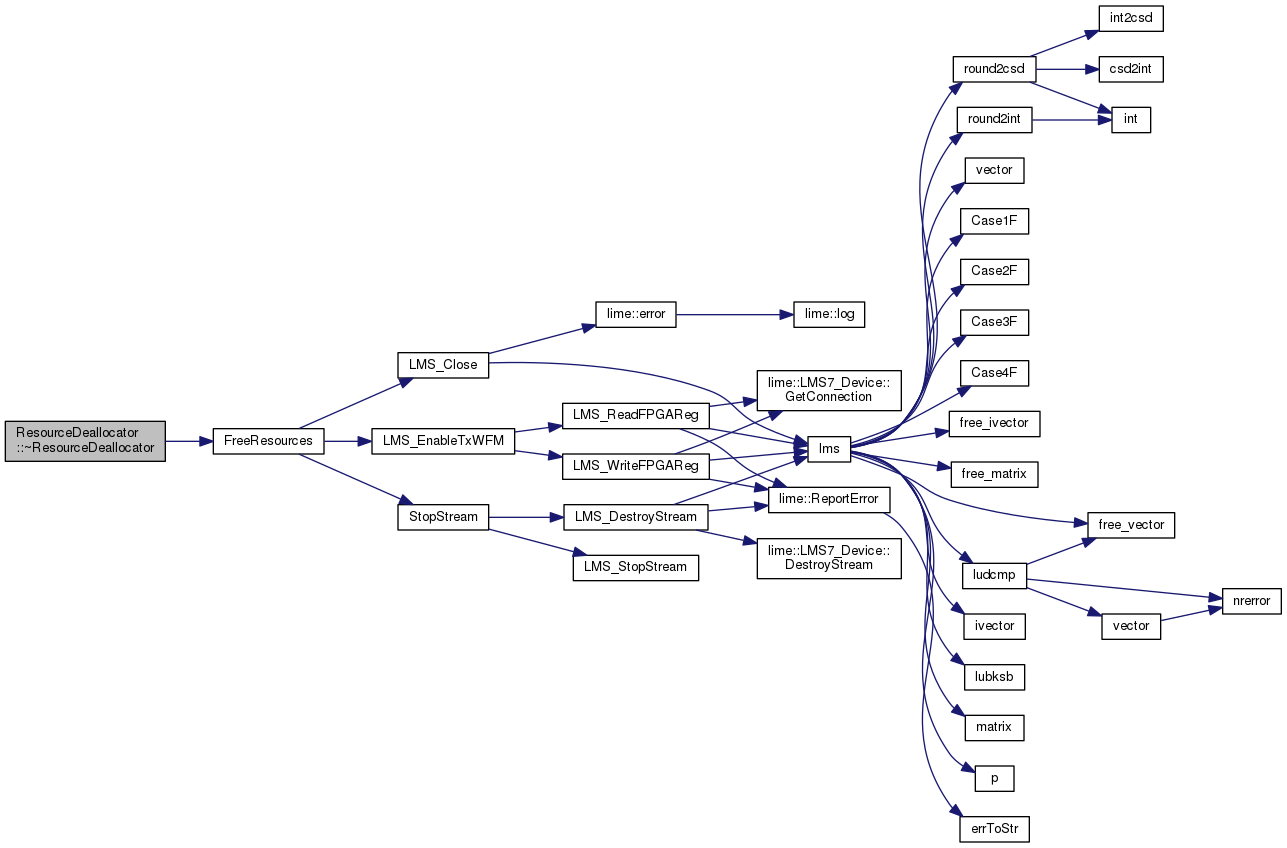 ResourceDeallocator
::~ResourceDeallocator
FreeResources
LMS_Close
LMS_EnableTxWFM
StopStream
lime::error
LMS_ReadFPGAReg
LMS_WriteFPGAReg
LMS_DestroyStream
LMS_StopStream
lime::log
lime::LMS7_Device::
GetConnection
lms
lime::ReportError
lime::LMS7_Device::
DestroyStream
round2csd
round2int
vector
Case1F
Case2F
Case3F
Case4F
free_ivector
free_matrix
ludcmp
ivector
lubksb
matrix
p
errToStr
int2csd
csd2int
int
free_vector
vector
nrerror